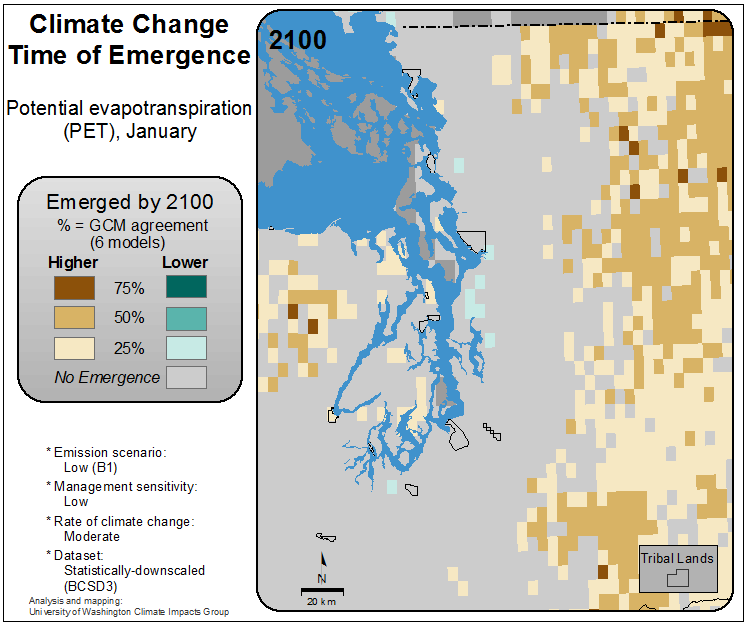 Climate Change
Time of Emergence
Potential evapotranspiration
(PET), January
Emerged by 2100
% = GCM agreement
(6 models)
Higher Lower
75%
50%
25%
No Emergence
* Emission scenario:
Low (B1)
* Management sensitivity:
Low
* Rate of climate change:
Moderate
* Dataset:
Statistically-downscaled
(BCSD3)
Analysis and mapping:
University of Washington Climate Impacts Group
2100
N
20 km
Tribal Lands